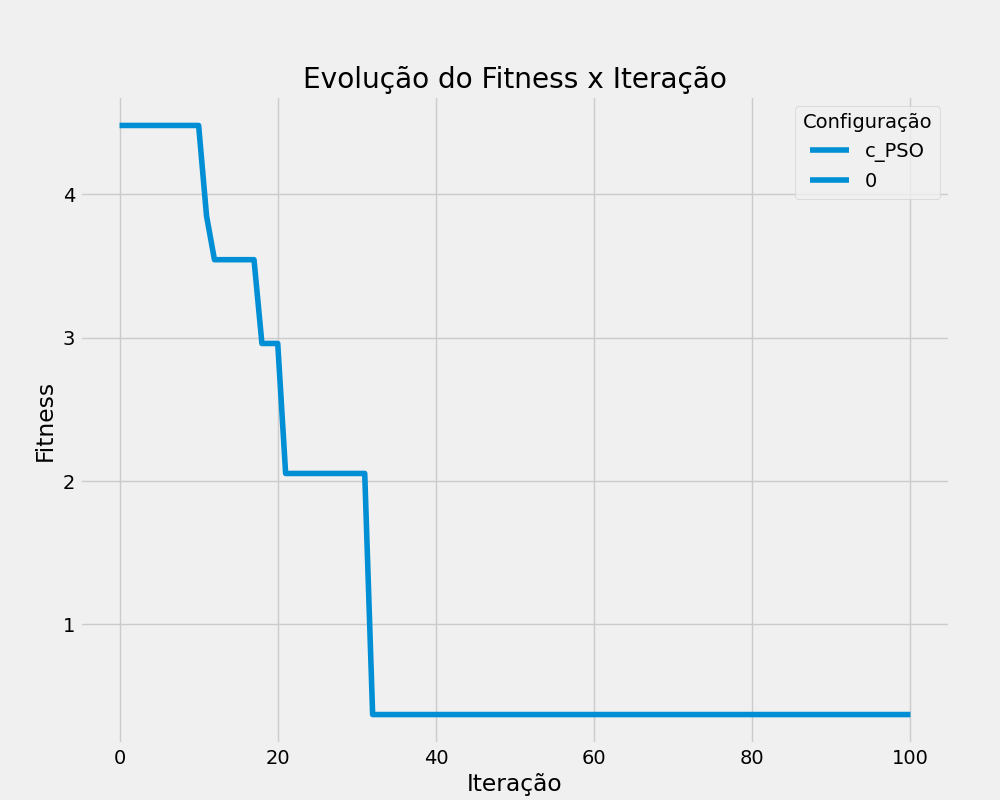 Evolução do Fitness x Iteração
Configuração
c_PSO
0
Fitness
4
3
2
1
0 20 40 60 80 100
Iteração